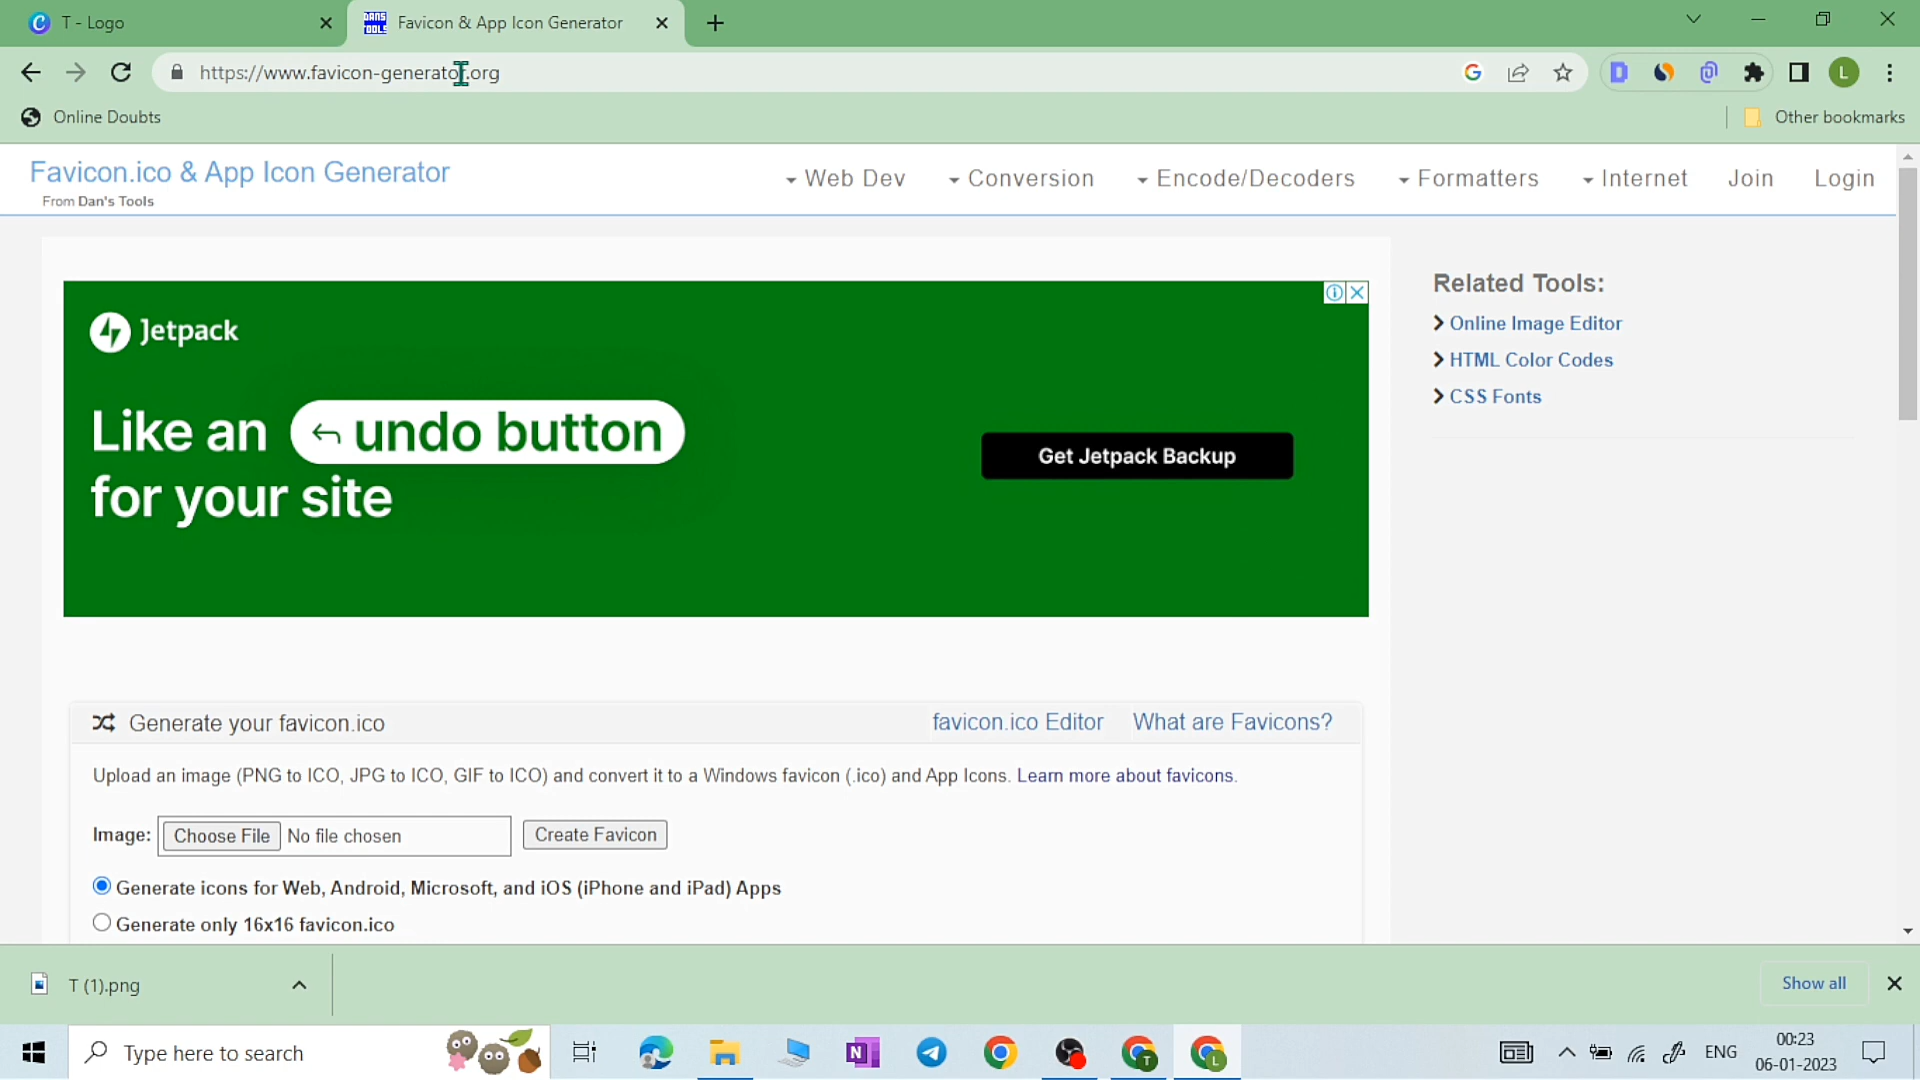 T - Logo
Favicon & App Icon Generator
https://www.favicon-generator.org
Online Doubts
Other bookmarks
Favicon.ico & App Icon Generator
From Dan's Tools
Web Dev
Conversion
Encode/Decoders
Formatters
Internet
Join
Login
Jetpack
Like an undo button
for your site
Get Jetpack Backup
Related Tools:
Online Image Editor
HTML Color Codes
CSS Fonts
Generate your favicon.ico
favicon.ico Editor
What are Favicons?
Upload an image (PNG to ICO, JPG to ICO, GIF to ICO) and convert it to a Windows favicon (.ico) and App Icons. Learn more about favicons.
Image: Choose File No file chosen Create Favicon
Generate icons for Web, Android, Microsoft, and iOS (iPhone and iPad) Apps
Generate only 16x16 favicon.ico
T (1).png
Show all
Type here to search
ENG
00:23
06-01-2023